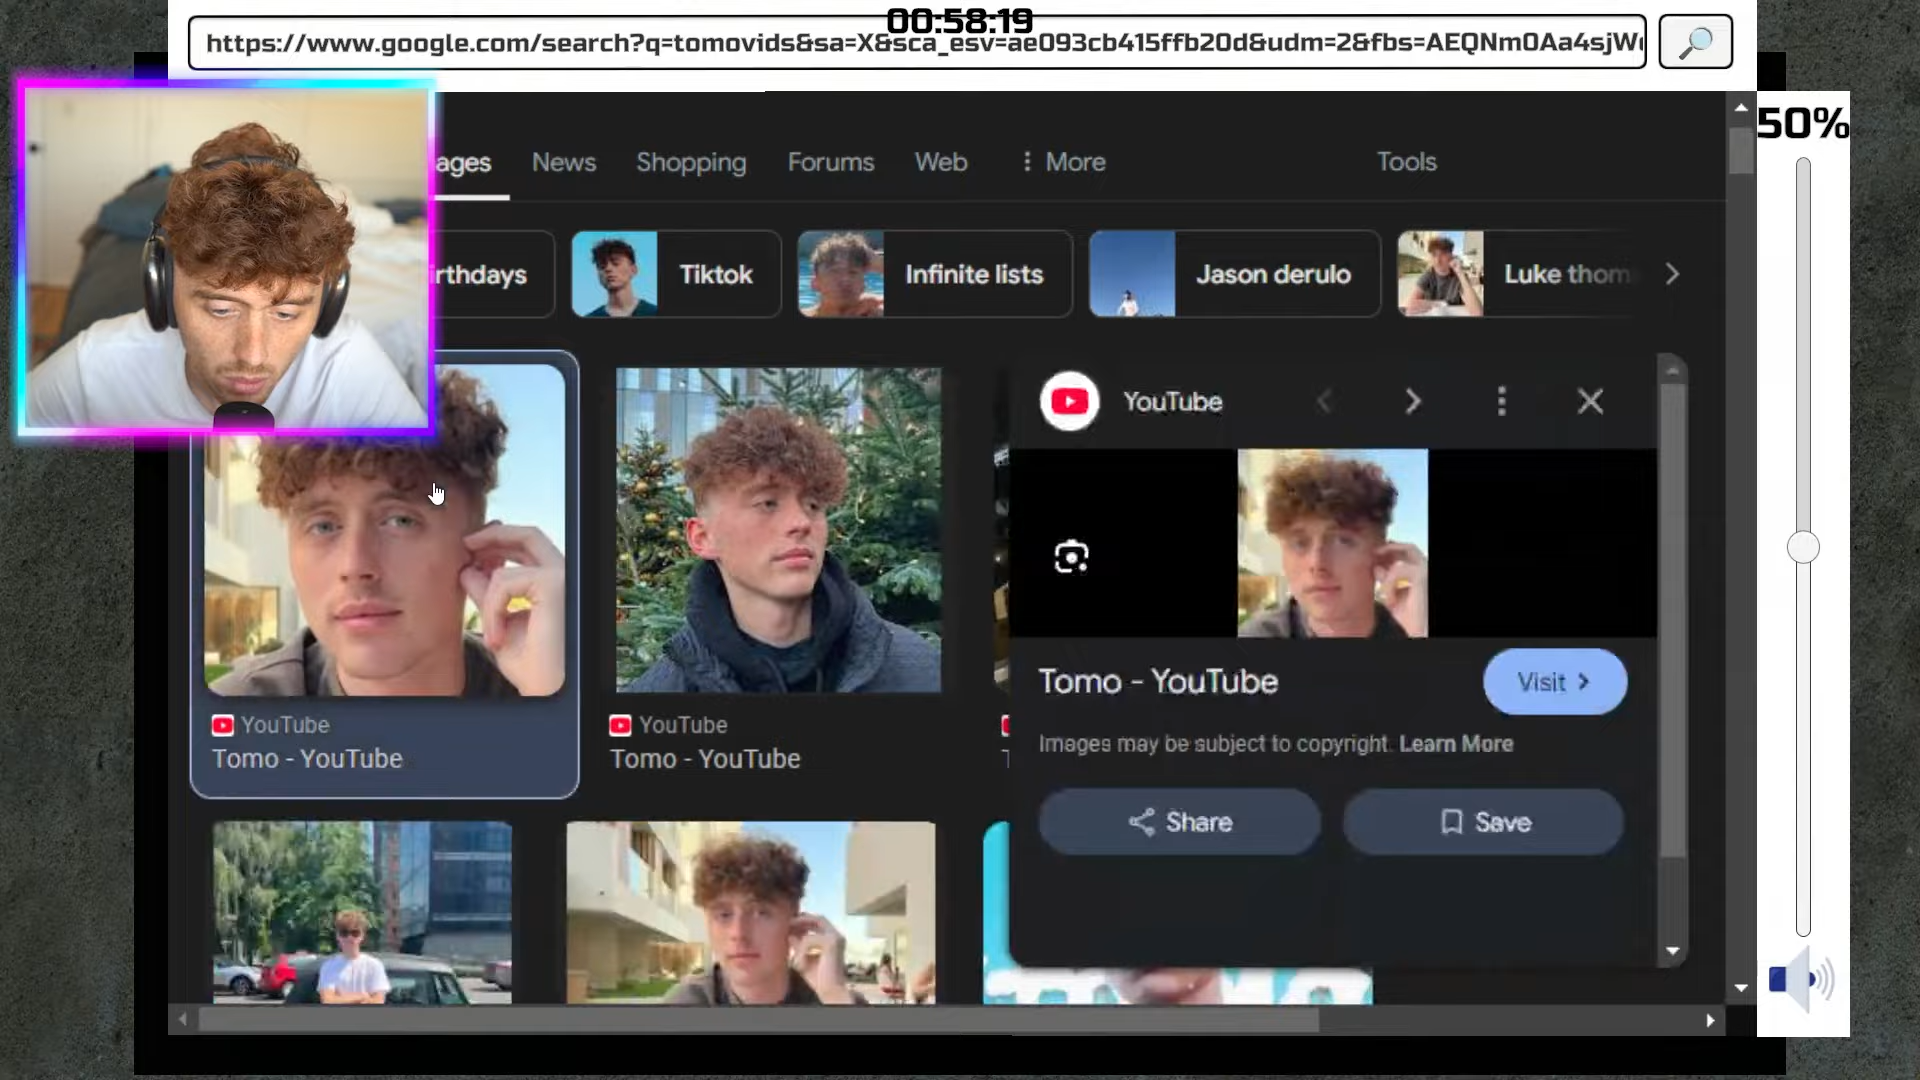 00:58:19
https://www.google.com/search?q=tomovids&sa=X&sca_esv=ae093cb415ffb20d&udm=2&fbs=AEQNm0Aa4sjW
50%
ages News Shopping Forums Web More Tools
irthdays Tiktok Infinite lists Jason derulo Luke thom
YouTube
Tomo - YouTube
Visit
Images may be subject to copyright. Learn More
Share Save
YouTube YouTube
Tomo - YouTube Tomo - YouTube